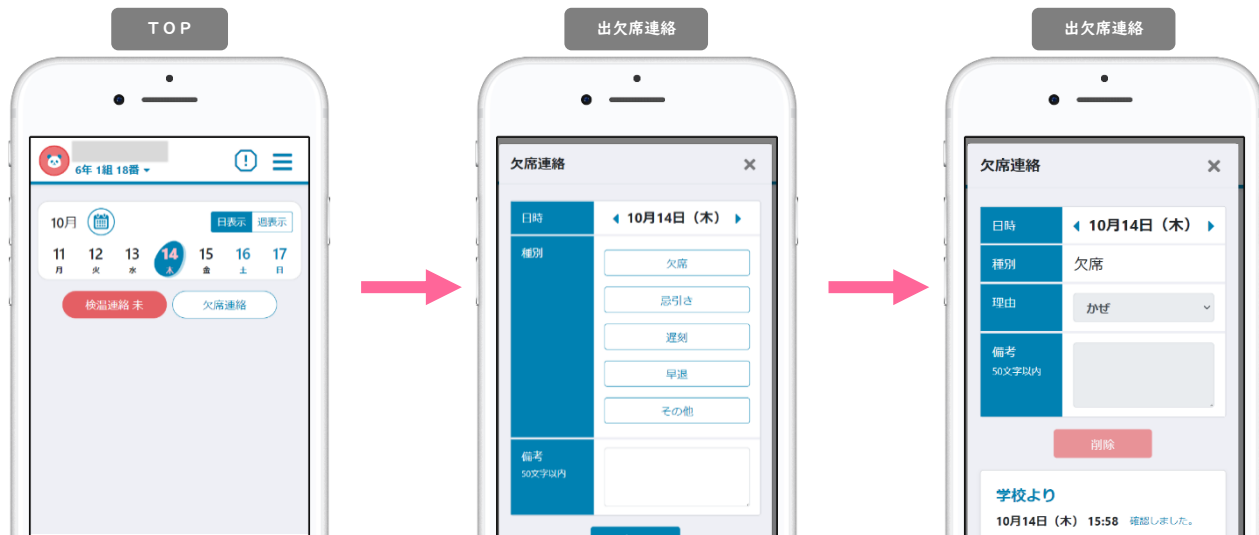 TOP
6年 1組 18番
10月
日表示 週表示
11 12 13 14 15 16 17
月 火 水 木 金 土 日
検温連絡 未 欠席連絡
出欠席連絡
欠席連絡 ×
日時 10月14日（木）
種別
欠席
忌引き
遅刻
早退
その他
備考
50文字以内
出欠席連絡
欠席連絡 ×
日時 10月14日（木）
種別 欠席
理由 かぜ
備考
50文字以内
削除
学校より
10月14日（木） 15:58 確認しました。